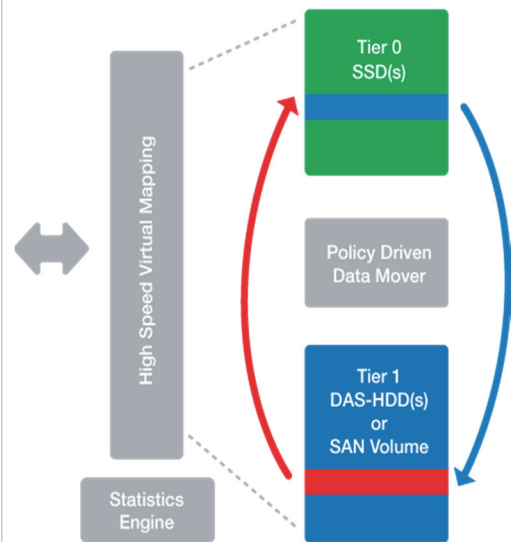 Tier 0
SSD(s)
High Speed Virtual Mapping
Policy Driven
Data Mover
Tier 1
DAS-HDD(s)
or
SAN Volume
Statistics
Engine